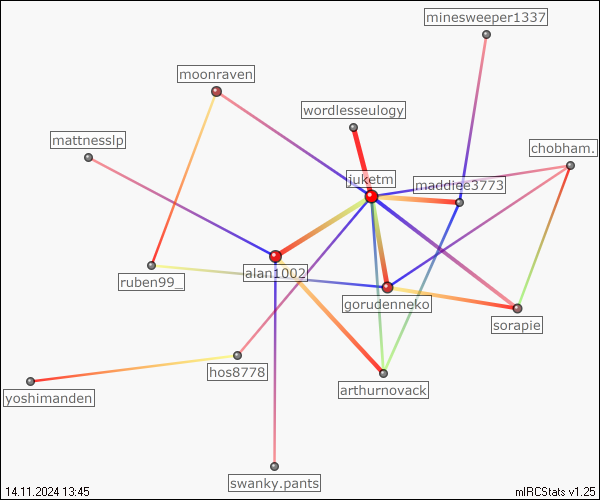 minesweeper1337
moonraven
wordlesseulogy
mattnesslp
chobham.
juketm
maddiee3773
alan1002
ruben99_
gorudenneko
sorapie
hos8778
arthurnovack
yoshimanden
swanky.pants
14.11.2024 13:45
mIRCStats v1.25